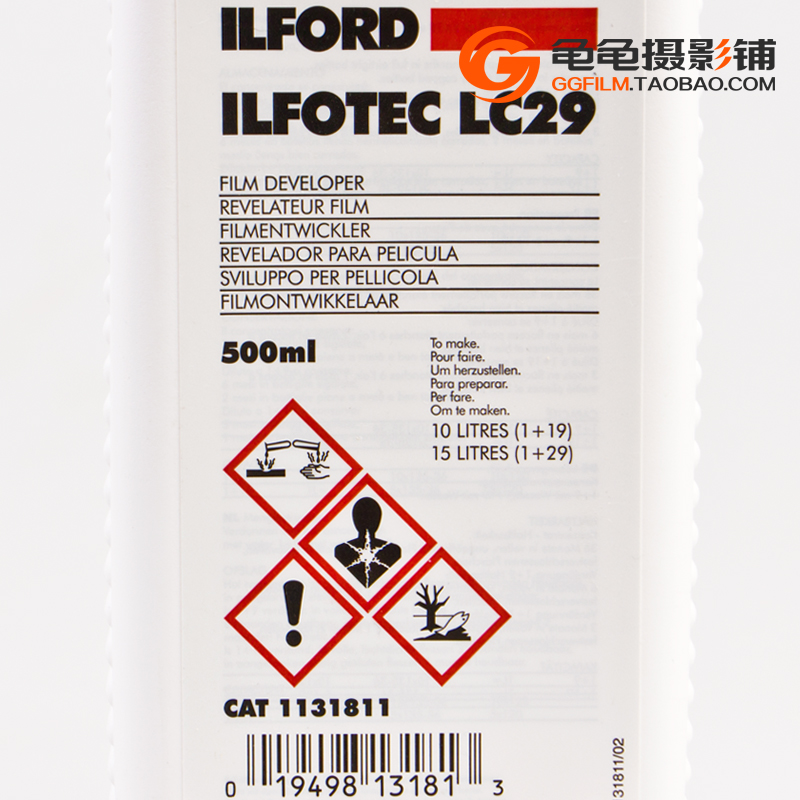 ILFORD
龟龟摄影铺
GGFILM.TAOBAO.COM
ILFOTEC LC29
FILM DEVELOPER
REVELATEUR FILM
FILMENTWICKLER
REVELADOR PARA PELICULA
SVILUPPO PER PELLICOLA
FILMONTWIKKELAAR
500ml
To make.
Pour faire.
Um herzustellen.
Para preparar.
Per fare.
Om te maken.
10 LITRES (1+19)
15 LITRES (1+29)
CAT 1131811
0 19498 13181 3
31811/02